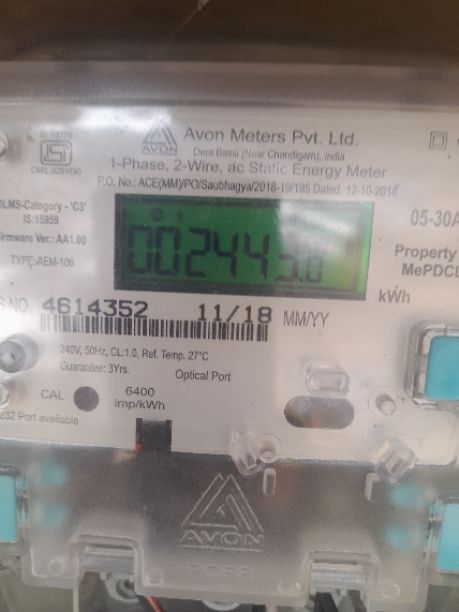 IS:13779
AVON
Avon Meters Pvt. Ltd.
Dera Bassi (Near Chandigarh), India
1-Phase, 2-Wire, ac Static Energy Meter
P.O. No.: ACE(MM)/PO/Saubhagya/2018-19/195 Dated: 12-10-2018
DLMS-Category - 'C3'
IS:15959
Firmware Ver.: AA1.00
TYPE:AEM-106
05-30A
Property
MePDCL
kWh
S.NO. 4614352 11/18 MM/YY
240V, 50Hz, CL:1.0, Ref. Temp. 27°C
Guarantee: 3Yrs.
Optical Port
CAL
6400
imp/kWh
232 Port available
AVON